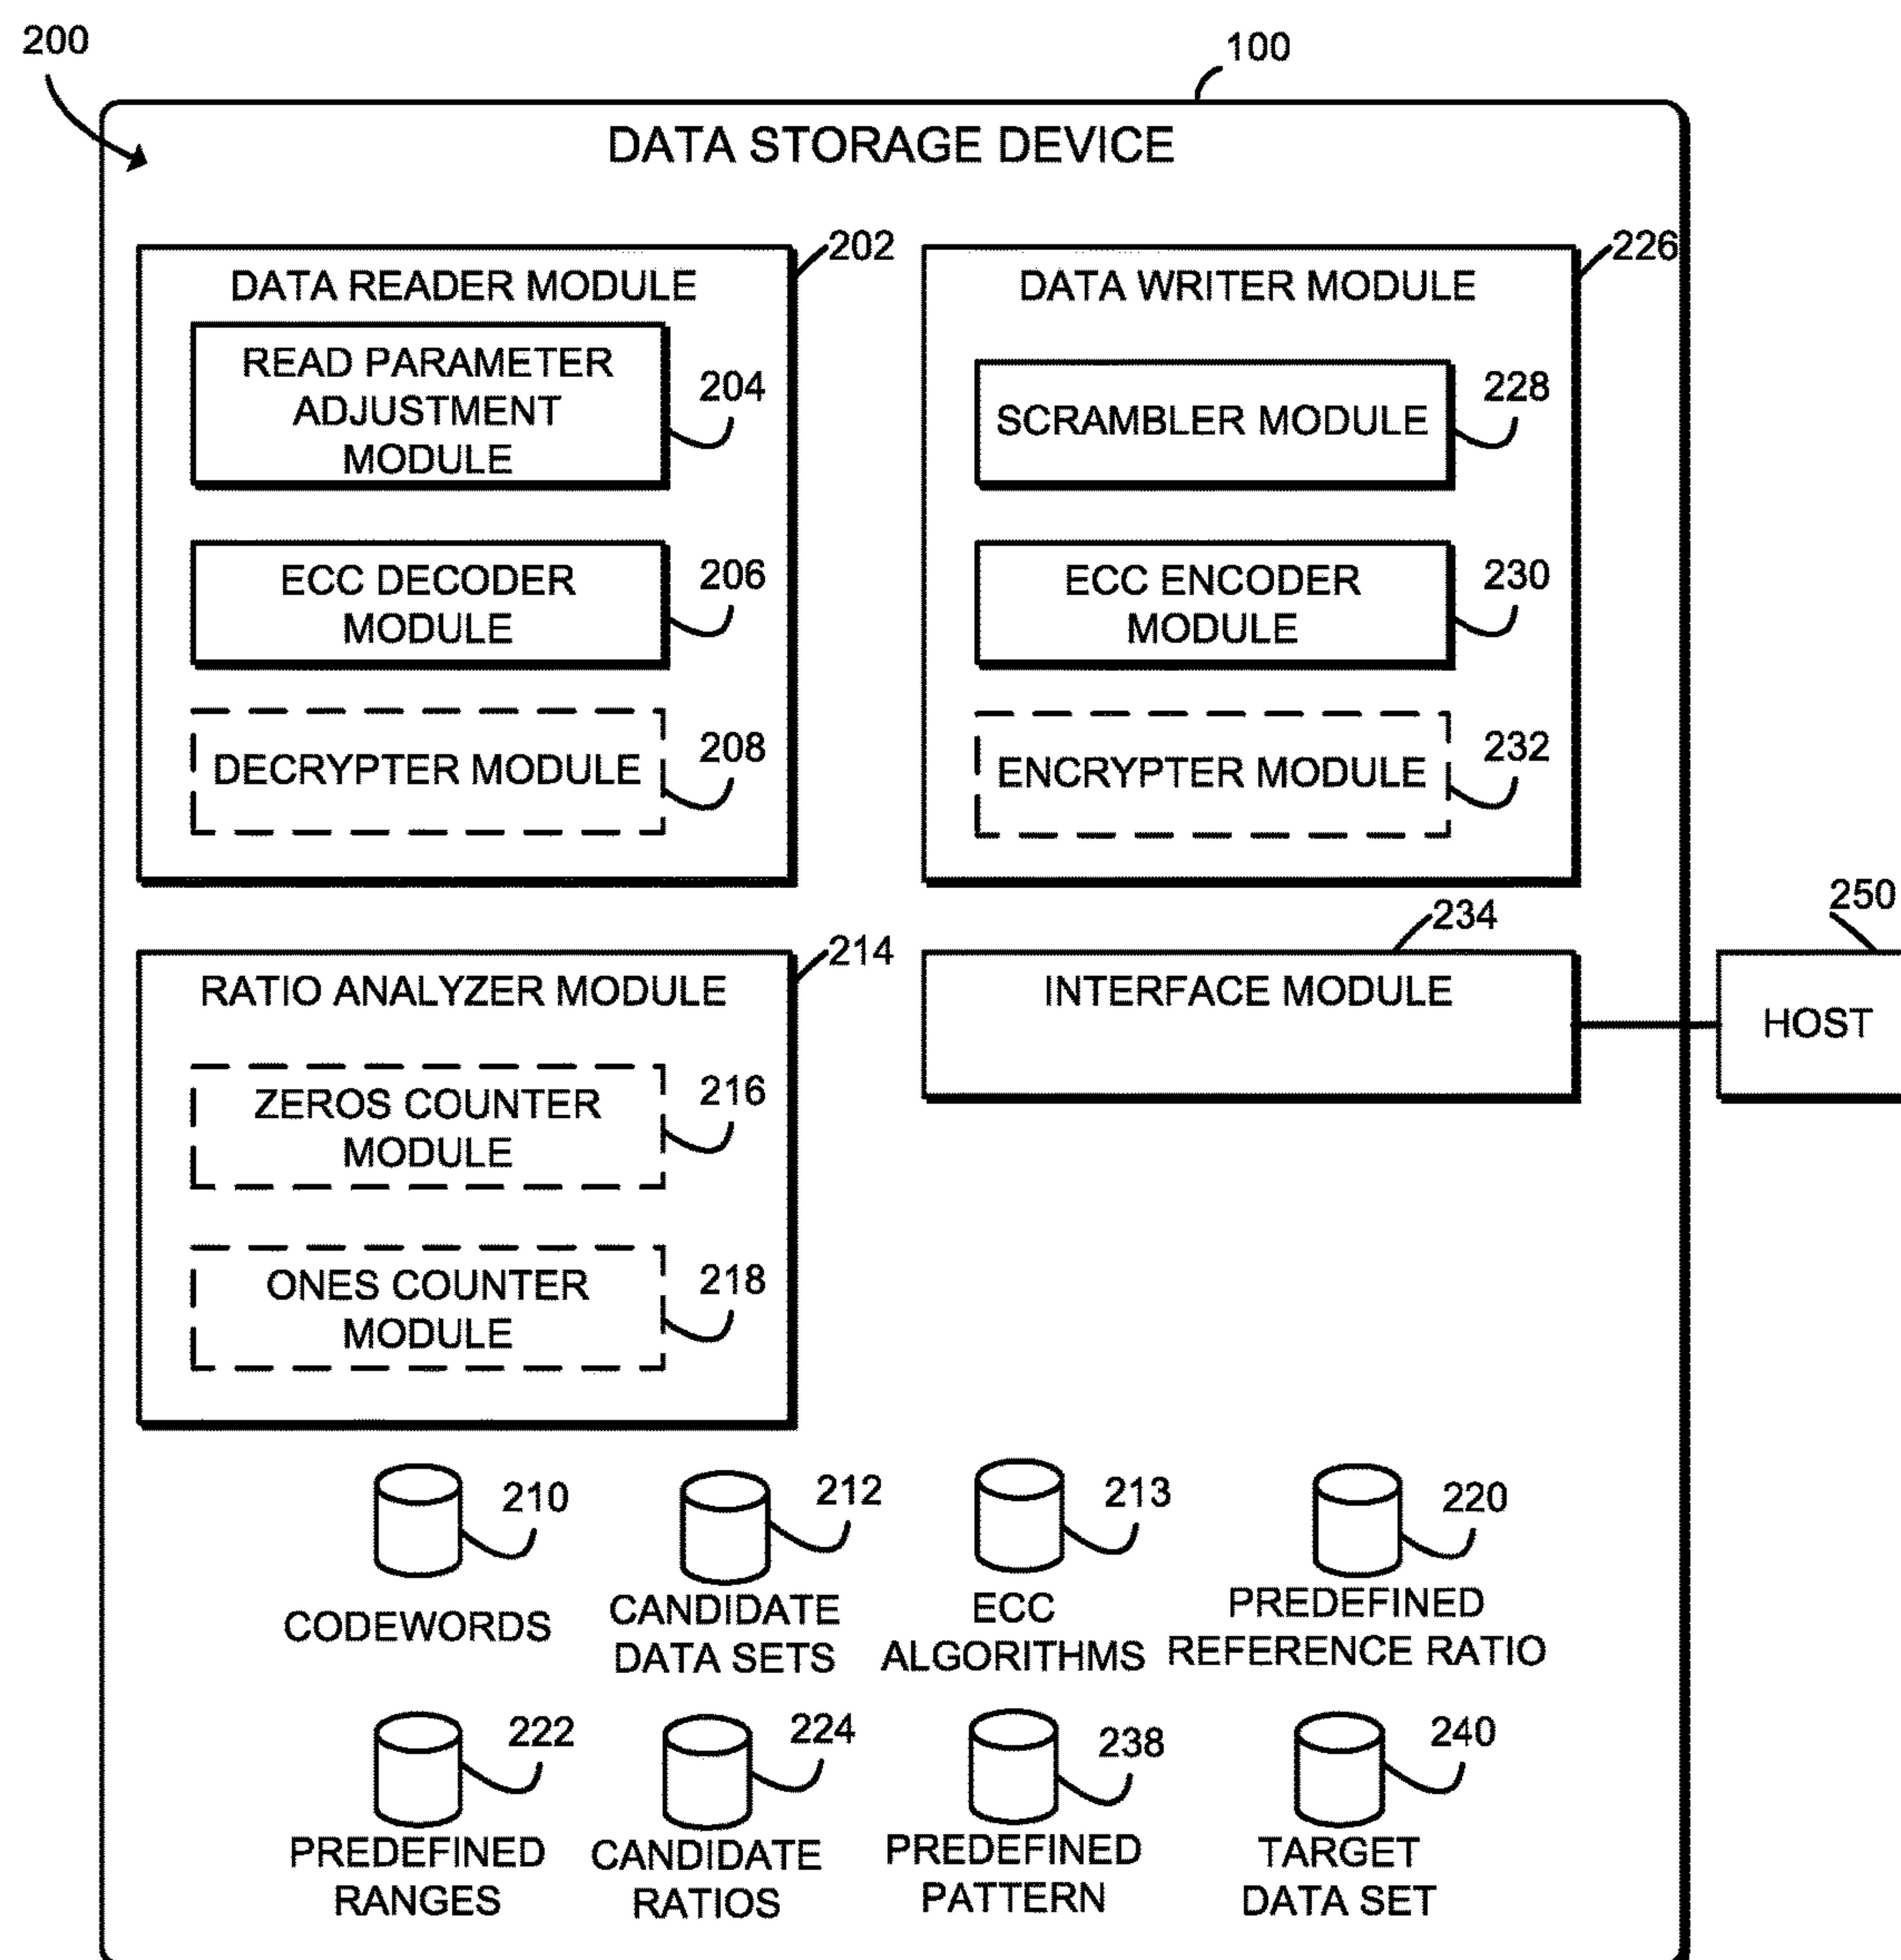 200
100
DATA STORAGE DEVICE
202
DATA READER MODULE
READ PARAMETER
ADJUSTMENT
MODULE
204
ECC DECODER
MODULE
206
DECRYPTER MODULE
208
226
DATA WRITER MODULE
SCRAMBLER MODULE
228
ECC ENCODER
MODULE
230
ENCRYPTER MODULE
232
214
RATIO ANALYZER MODULE
ZEROS COUNTER
MODULE
216
ONES COUNTER
MODULE
218
234
INTERFACE MODULE
250
HOST
210
CODEWORDS
212
CANDIDATE
DATA SETS
213
ECC
ALGORITHMS
220
PREDEFINED
REFERENCE RATIO
222
PREDEFINED
RANGES
224
CANDIDATE
RATIOS
238
PREDEFINED
PATTERN
240
TARGET
DATA SET